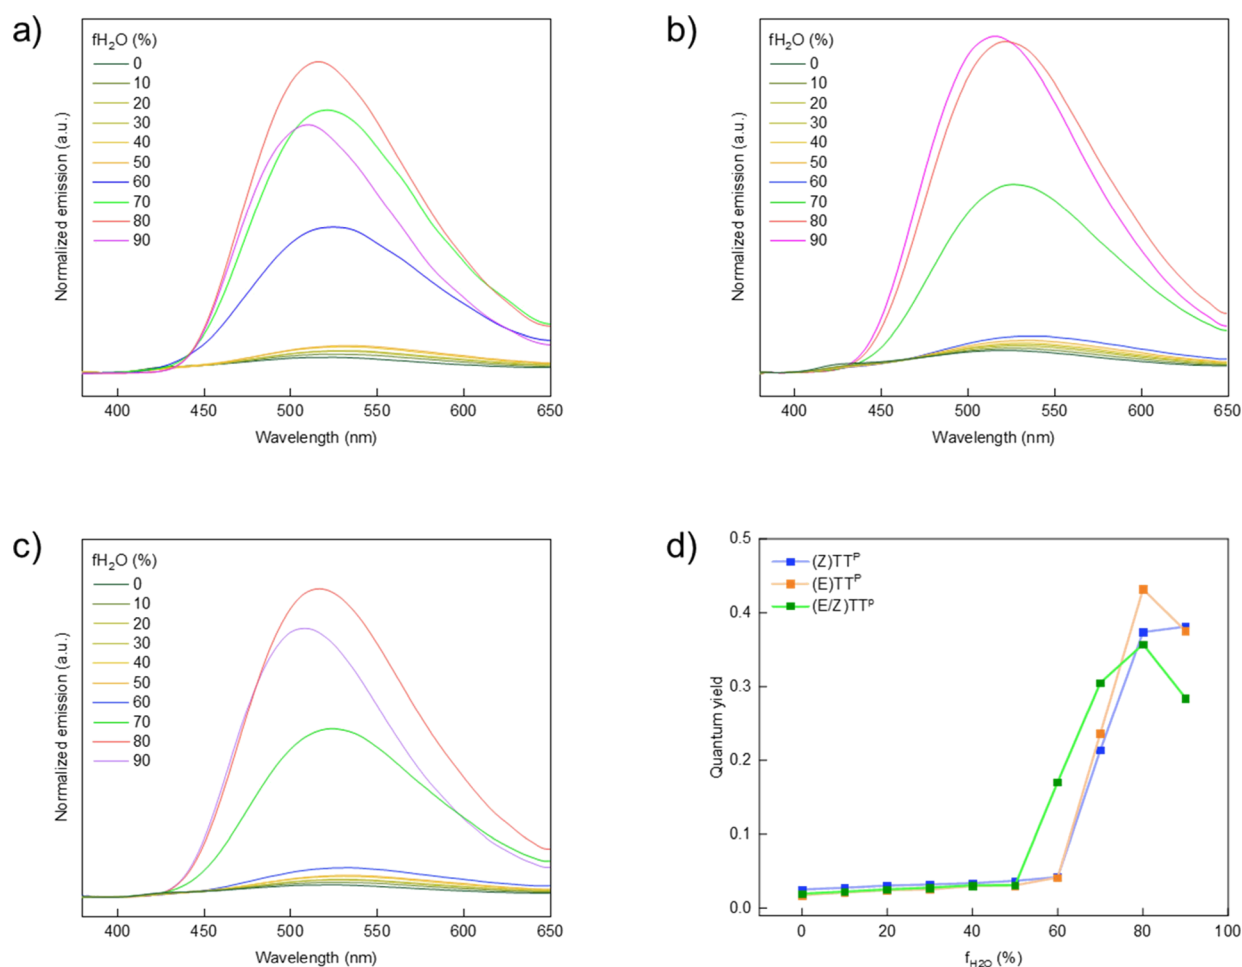 a)
fH₂O (%)
0
10
20
30
40
50
60
70
80
90
Normalized emission (a.u.)
400 450 500 550 600 650
Wavelength (nm)
b)
fH₂O (%)
0
10
20
30
40
50
60
70
80
90
Normalized emission (a.u.)
400 450 500 550 600 650
Wavelength (nm)
c)
fH₂O (%)
0
10
20
30
40
50
60
70
80
90
Normalized emission (a.u.)
400 450 500 550 600 650
Wavelength (nm)
d)
(Z)TTᴾ
(E)TTᴾ
(E/Z)TTᵖ
0.5
0.4
0.3
0.2
0.1
0.0
Quantum yield
0 20 40 60 80 100
f_H2O (%)